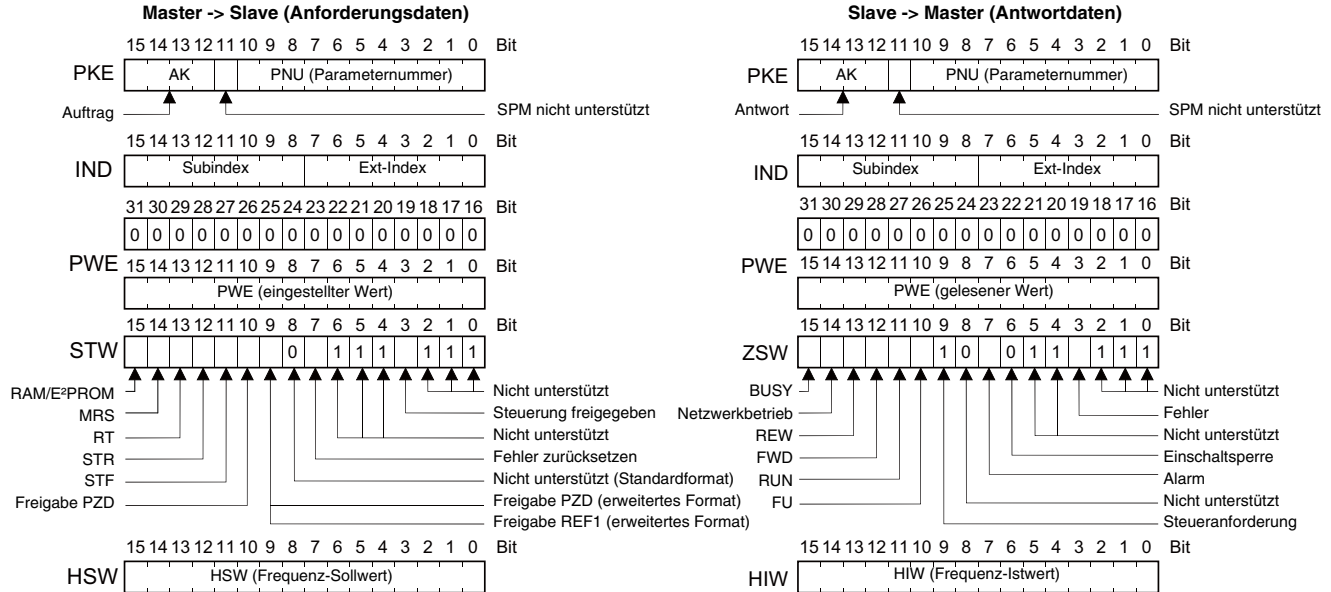 Master -> Slave (Anforderungsdaten)
15 14 13 12 11 10 9 8 7 6 5 4 3 2 1 0 Bit
PKE AK PNU (Parameternummer)
Auftrag SPM nicht unterstützt
15 14 13 12 11 10 9 8 7 6 5 4 3 2 1 0 Bit
IND Subindex Ext-Index
31 30 29 28 27 26 25 24 23 22 21 20 19 18 17 16 Bit
0 0 0 0 0 0 0 0 0 0 0 0 0 0 0 0
PWE 15 14 13 12 11 10 9 8 7 6 5 4 3 2 1 0 Bit
PWE (eingestellter Wert)
15 14 13 12 11 10 9 8 7 6 5 4 3 2 1 0 Bit
STW 0 1 1 1 1 1 1
RAM/E²PROM
MRS
RT
STR
STF
Freigabe PZD
Nicht unterstützt
Steuerung freigegeben
Nicht unterstützt
Fehler zurücksetzen
Nicht unterstützt (Standardformat)
Freigabe PZD (erweitertes Format)
Freigabe REF1 (erweitertes Format)
15 14 13 12 11 10 9 8 7 6 5 4 3 2 1 0 Bit
HSW HSW (Frequenz-Sollwert)
Slave -> Master (Antwortdaten)
15 14 13 12 11 10 9 8 7 6 5 4 3 2 1 0 Bit
PKE AK PNU (Parameternummer)
Antwort SPM nicht unterstützt
15 14 13 12 11 10 9 8 7 6 5 4 3 2 1 0 Bit
IND Subindex Ext-Index
31 30 29 28 27 26 25 24 23 22 21 20 19 18 17 16 Bit
0 0 0 0 0 0 0 0 0 0 0 0 0 0 0 0
PWE 15 14 13 12 11 10 9 8 7 6 5 4 3 2 1 0 Bit
PWE (gelesener Wert)
15 14 13 12 11 10 9 8 7 6 5 4 3 2 1 0 Bit
ZSW 1 0 0 1 1 1 1 1
BUSY
Netzwerkbetrieb
REW
FWD
RUN
FU
Nicht unterstützt
Fehler
Nicht unterstützt
Einschaltsperre
Alarm
Nicht unterstützt
Steueranforderung
15 14 13 12 11 10 9 8 7 6 5 4 3 2 1 0 Bit
HIW HIW (Frequenz-Istwert)